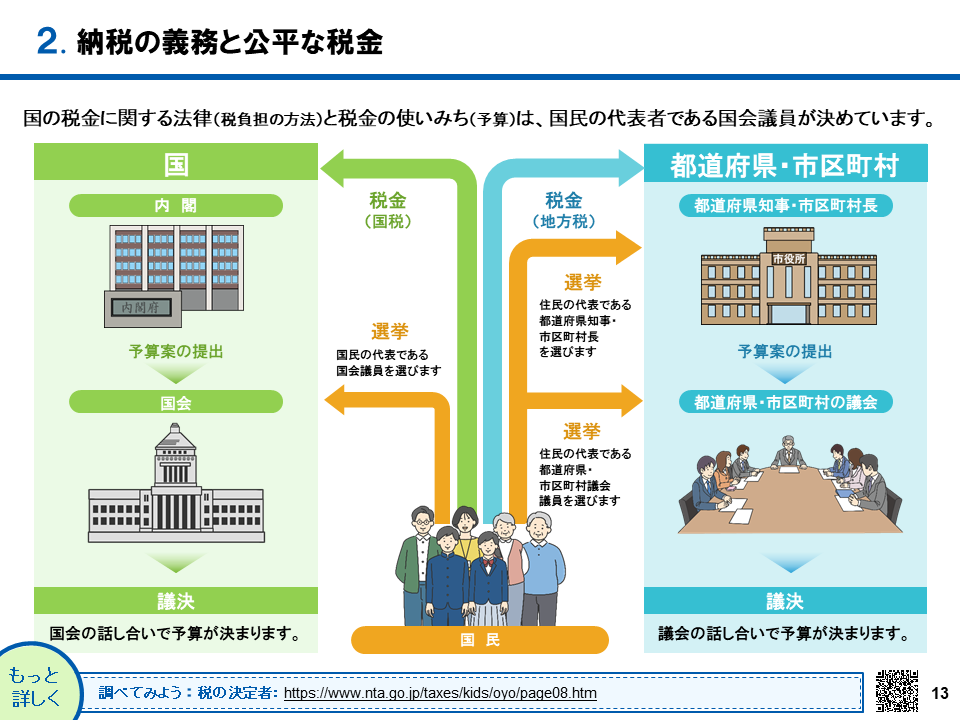 2. 納税の義務と公平な税金
国の税金に関する法律（税負担の方法）と税金の使いみち（予算）は、国民の代表者である国会議員が決めています。
国
内　閣
内閣府
予算案の提出
国会
議決
国会の話し合いで予算が決まります。
税金
（国税）
選挙
国民の代表である
国会議員を選びます
税金
（地方税）
選挙
住民の代表である
都道府県知事・
市区町村長
を選びます
選挙
住民の代表である
都道府県・
市区町村議会
議員を選びます
国　民
都道府県・市区町村
都道府県知事・市区町村長
市役所
予算案の提出
都道府県・市区町村の議会
議決
議会の話し合いで予算が決まります。
もっと
詳しく
調べてみよう：税の決定者: https://www.nta.go.jp/taxes/kids/oyo/page08.htm
13